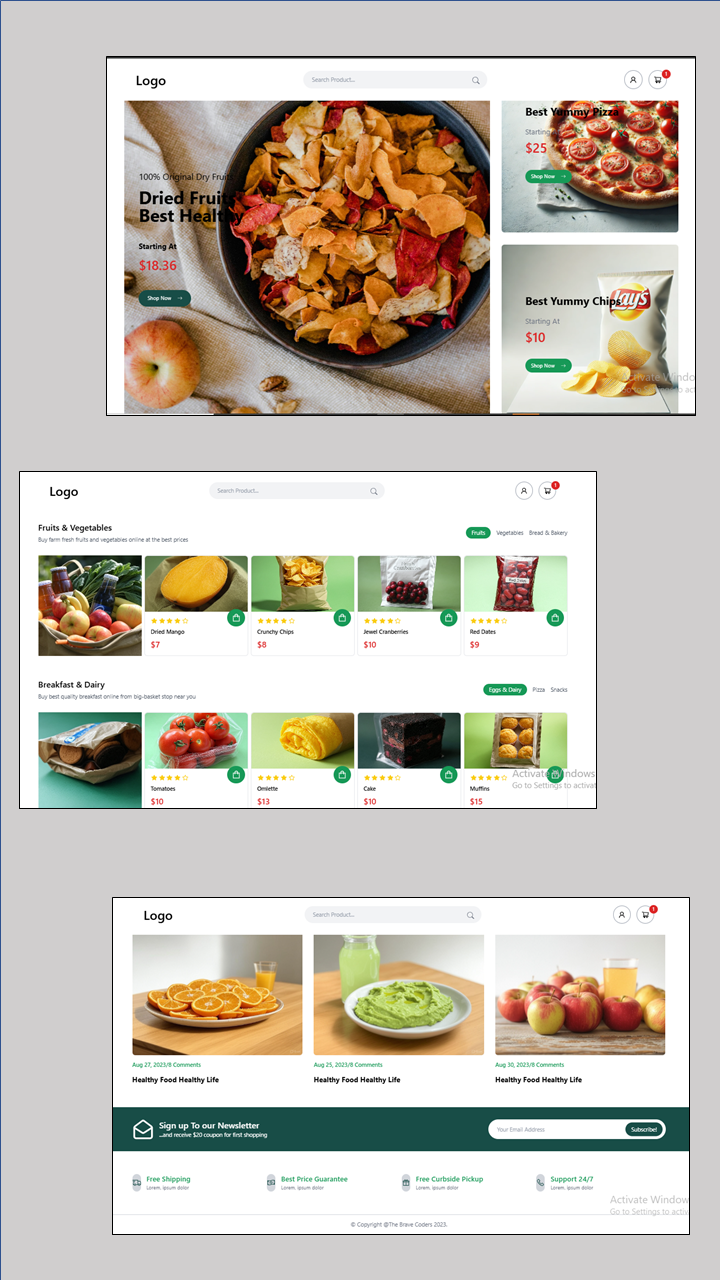 Logo
Search Product...
1
100% Original Dry Fruit
Dried Fruit
Best Healthy
Starting At
$18.36
Shop Now →
Best Yummy Pizza
Starting At
$25
Shop Now →
Best Yummy Chips
Lay's
Starting At
$10
Shop Now →
Logo
Search Product...
1
Fruits & Vegetables
Buy farm fresh fruits and vegetables online at the best prices
Fruits Vegetables Bread & Bakery
Dried Mango
$7
Crunchy Chips
$8
Jewel Cranberries
$10
Red Dates
$9
Breakfast & Dairy
Buy best quality breakfast online from big-basket stop near you
Eggs & Dairy Pizza Snacks
Tomatoes
$10
Omlette
$13
Cake
$10
Muffins
$15
Activate Windows
Go to Settings to activat
Logo
Search Product...
1
Aug 27, 2023/8 Comments
Healthy Food Healthy Life
Aug 25, 2023/8 Comments
Healthy Food Healthy Life
Aug 30, 2023/8 Comments
Healthy Food Healthy Life
Sign up To our Newsletter
...and receive $20 coupon for first shopping
Your Email Address
Subscribe!
Free Shipping
Lorem, ipsum dolor
Best Price Guarantee
Lorem, ipsum dolor
Free Curbside Pickup
Lorem, ipsum dolor
Support 24/7
Lorem, ipsum dolor
Activate Window
Go to Settings to activ
© Copyright @The Brave Coders 2023.